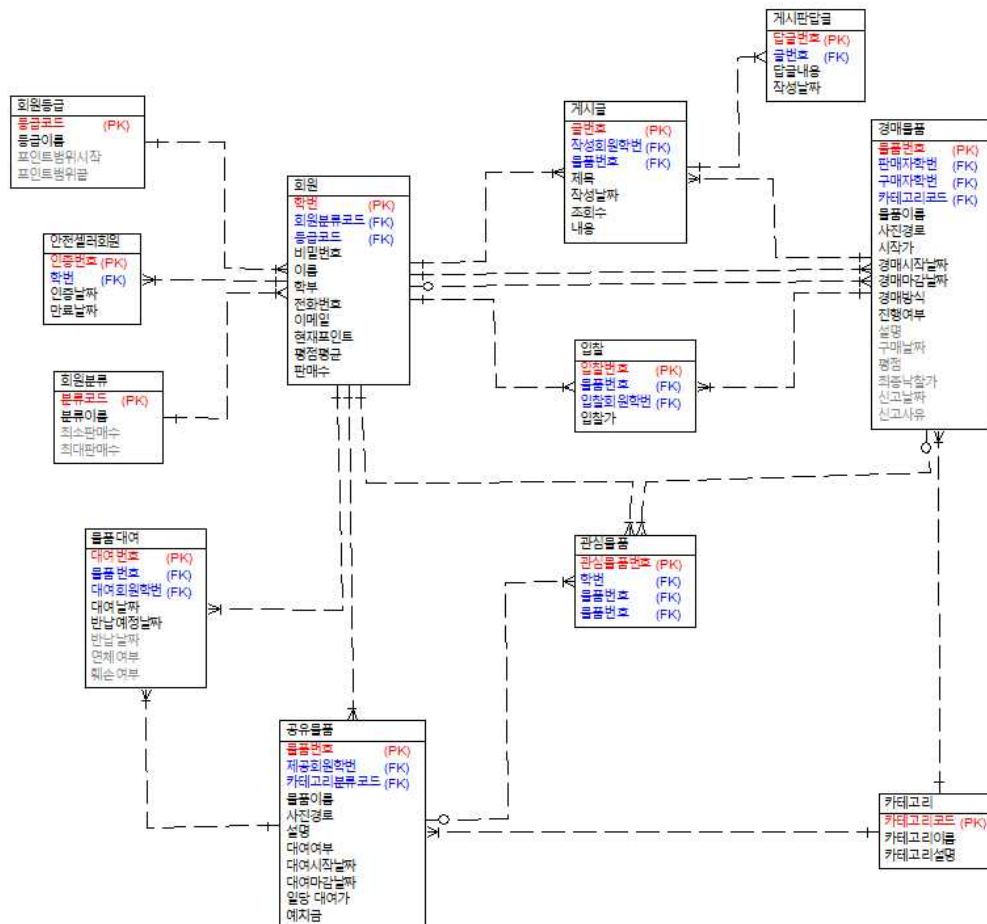 게시판답글
답글번호 (PK)
글번호 (FK)
답글내용
작성날짜
회원등급
등급코드 (PK)
등급이름
포인트범위시작
포인트범위끝
게시글
글번호 (PK)
작성회원학번 (FK)
물품번호 (FK)
제목
작성날짜
조회수
내용
경매물품
물품번호 (PK)
판매자학번 (FK)
구매자학번 (FK)
카테고리코드 (FK)
물품이름
사진경로
시작가
경매시작날짜
경매마감날짜
경매방식
진행여부
설명
구매날짜
평점
최종낙찰가
신고날짜
신고사유
회원
학번 (PK)
회원분류코드 (FK)
등급코드 (FK)
비밀번호
이름
학부
전화번호
이메일
현재포인트
평점평균
판매수
안전셀러회원
인증번호 (PK)
학번 (FK)
인증날짜
만료날짜
입찰
입찰번호 (PK)
물품번호 (FK)
입찰회원학번 (FK)
입찰가
회원분류
분류코드 (PK)
분류이름
최소판매수
최대판매수
물품대여
대여번호 (PK)
물품번호 (FK)
대여회원학번 (FK)
대여날짜
반납예정날짜
반납날짜
연체여부
훼손여부
관심물품
관심물품번호 (PK)
학번 (FK)
물품번호 (FK)
물품번호 (FK)
공유물품
물품번호 (PK)
제공회원학번 (FK)
카테고리분류코드 (FK)
물품이름
사진경로
설명
대여여부
대여시작날짜
대여마감날짜
일당 대여가
예치금
카테고리
카테고리코드 (PK)
카테고리이름
카테고리설명